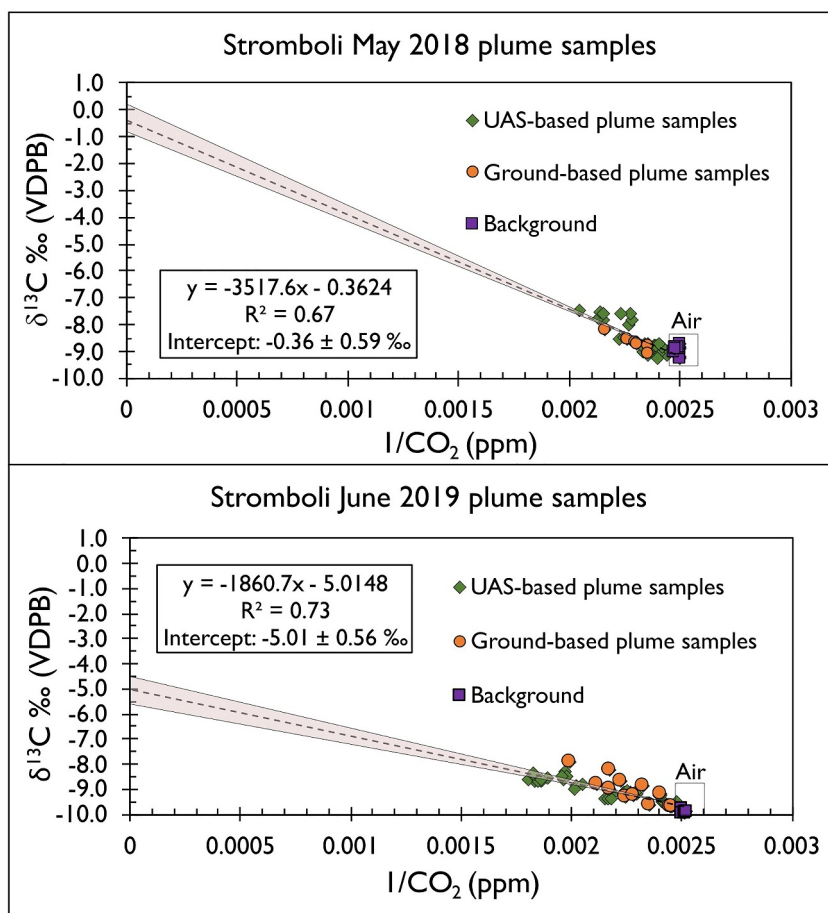 Stromboli May 2018 plume samples
1.0
0.0
-1.0
-2.0
-3.0
-4.0
-5.0
-6.0
-7.0
-8.0
-9.0
-10.0
δ¹³C ‰ (VDPB)
UAS-based plume samples
Ground-based plume samples
Background
y = -3517.6x - 0.3624
R² = 0.67
Intercept: -0.36 ± 0.59 ‰
Air
0 0.0005 0.001 0.0015 0.002 0.0025 0.003
1/CO₂ (ppm)
Stromboli June 2019 plume samples
1.0
0.0
-1.0
-2.0
-3.0
-4.0
-5.0
-6.0
-7.0
-8.0
-9.0
-10.0
δ¹³C ‰ (VDPB)
y = -1860.7x - 5.0148
R² = 0.73
Intercept: -5.01 ± 0.56 ‰
UAS-based plume samples
Ground-based plume samples
Background
Air
0 0.0005 0.001 0.0015 0.002 0.0025 0.003
1/CO₂ (ppm)